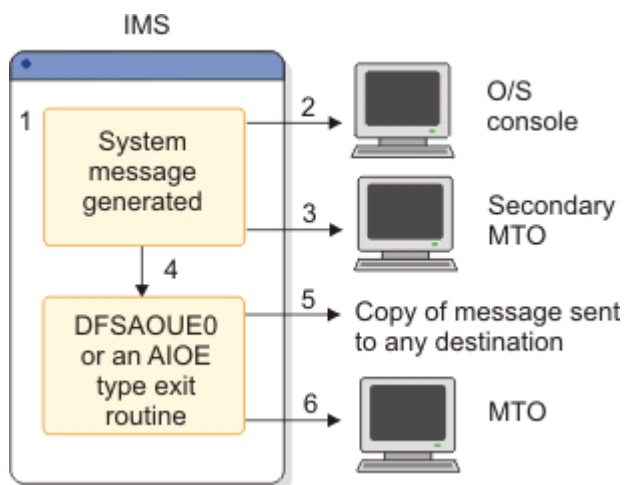 IMS
1
System
message
generated
2
O/S
console
3
Secondary
MTO
4
DFSAOUE0
or an AIOE
type exit
routine
5
Copy of message sent
to any destination
6
MTO